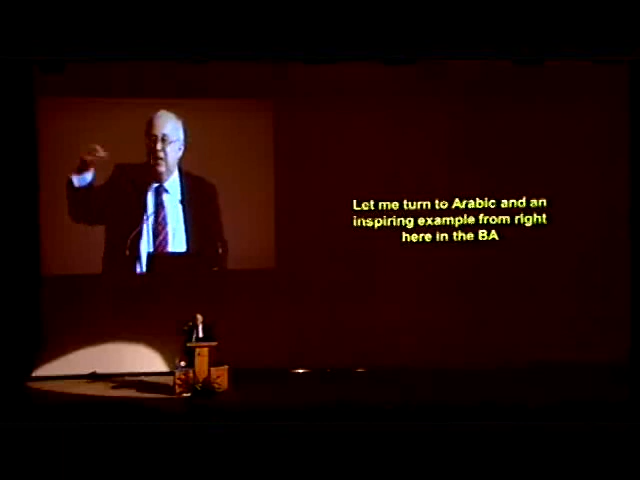 Let me turn to Arabic and an
inspiring example from right
here in the BA